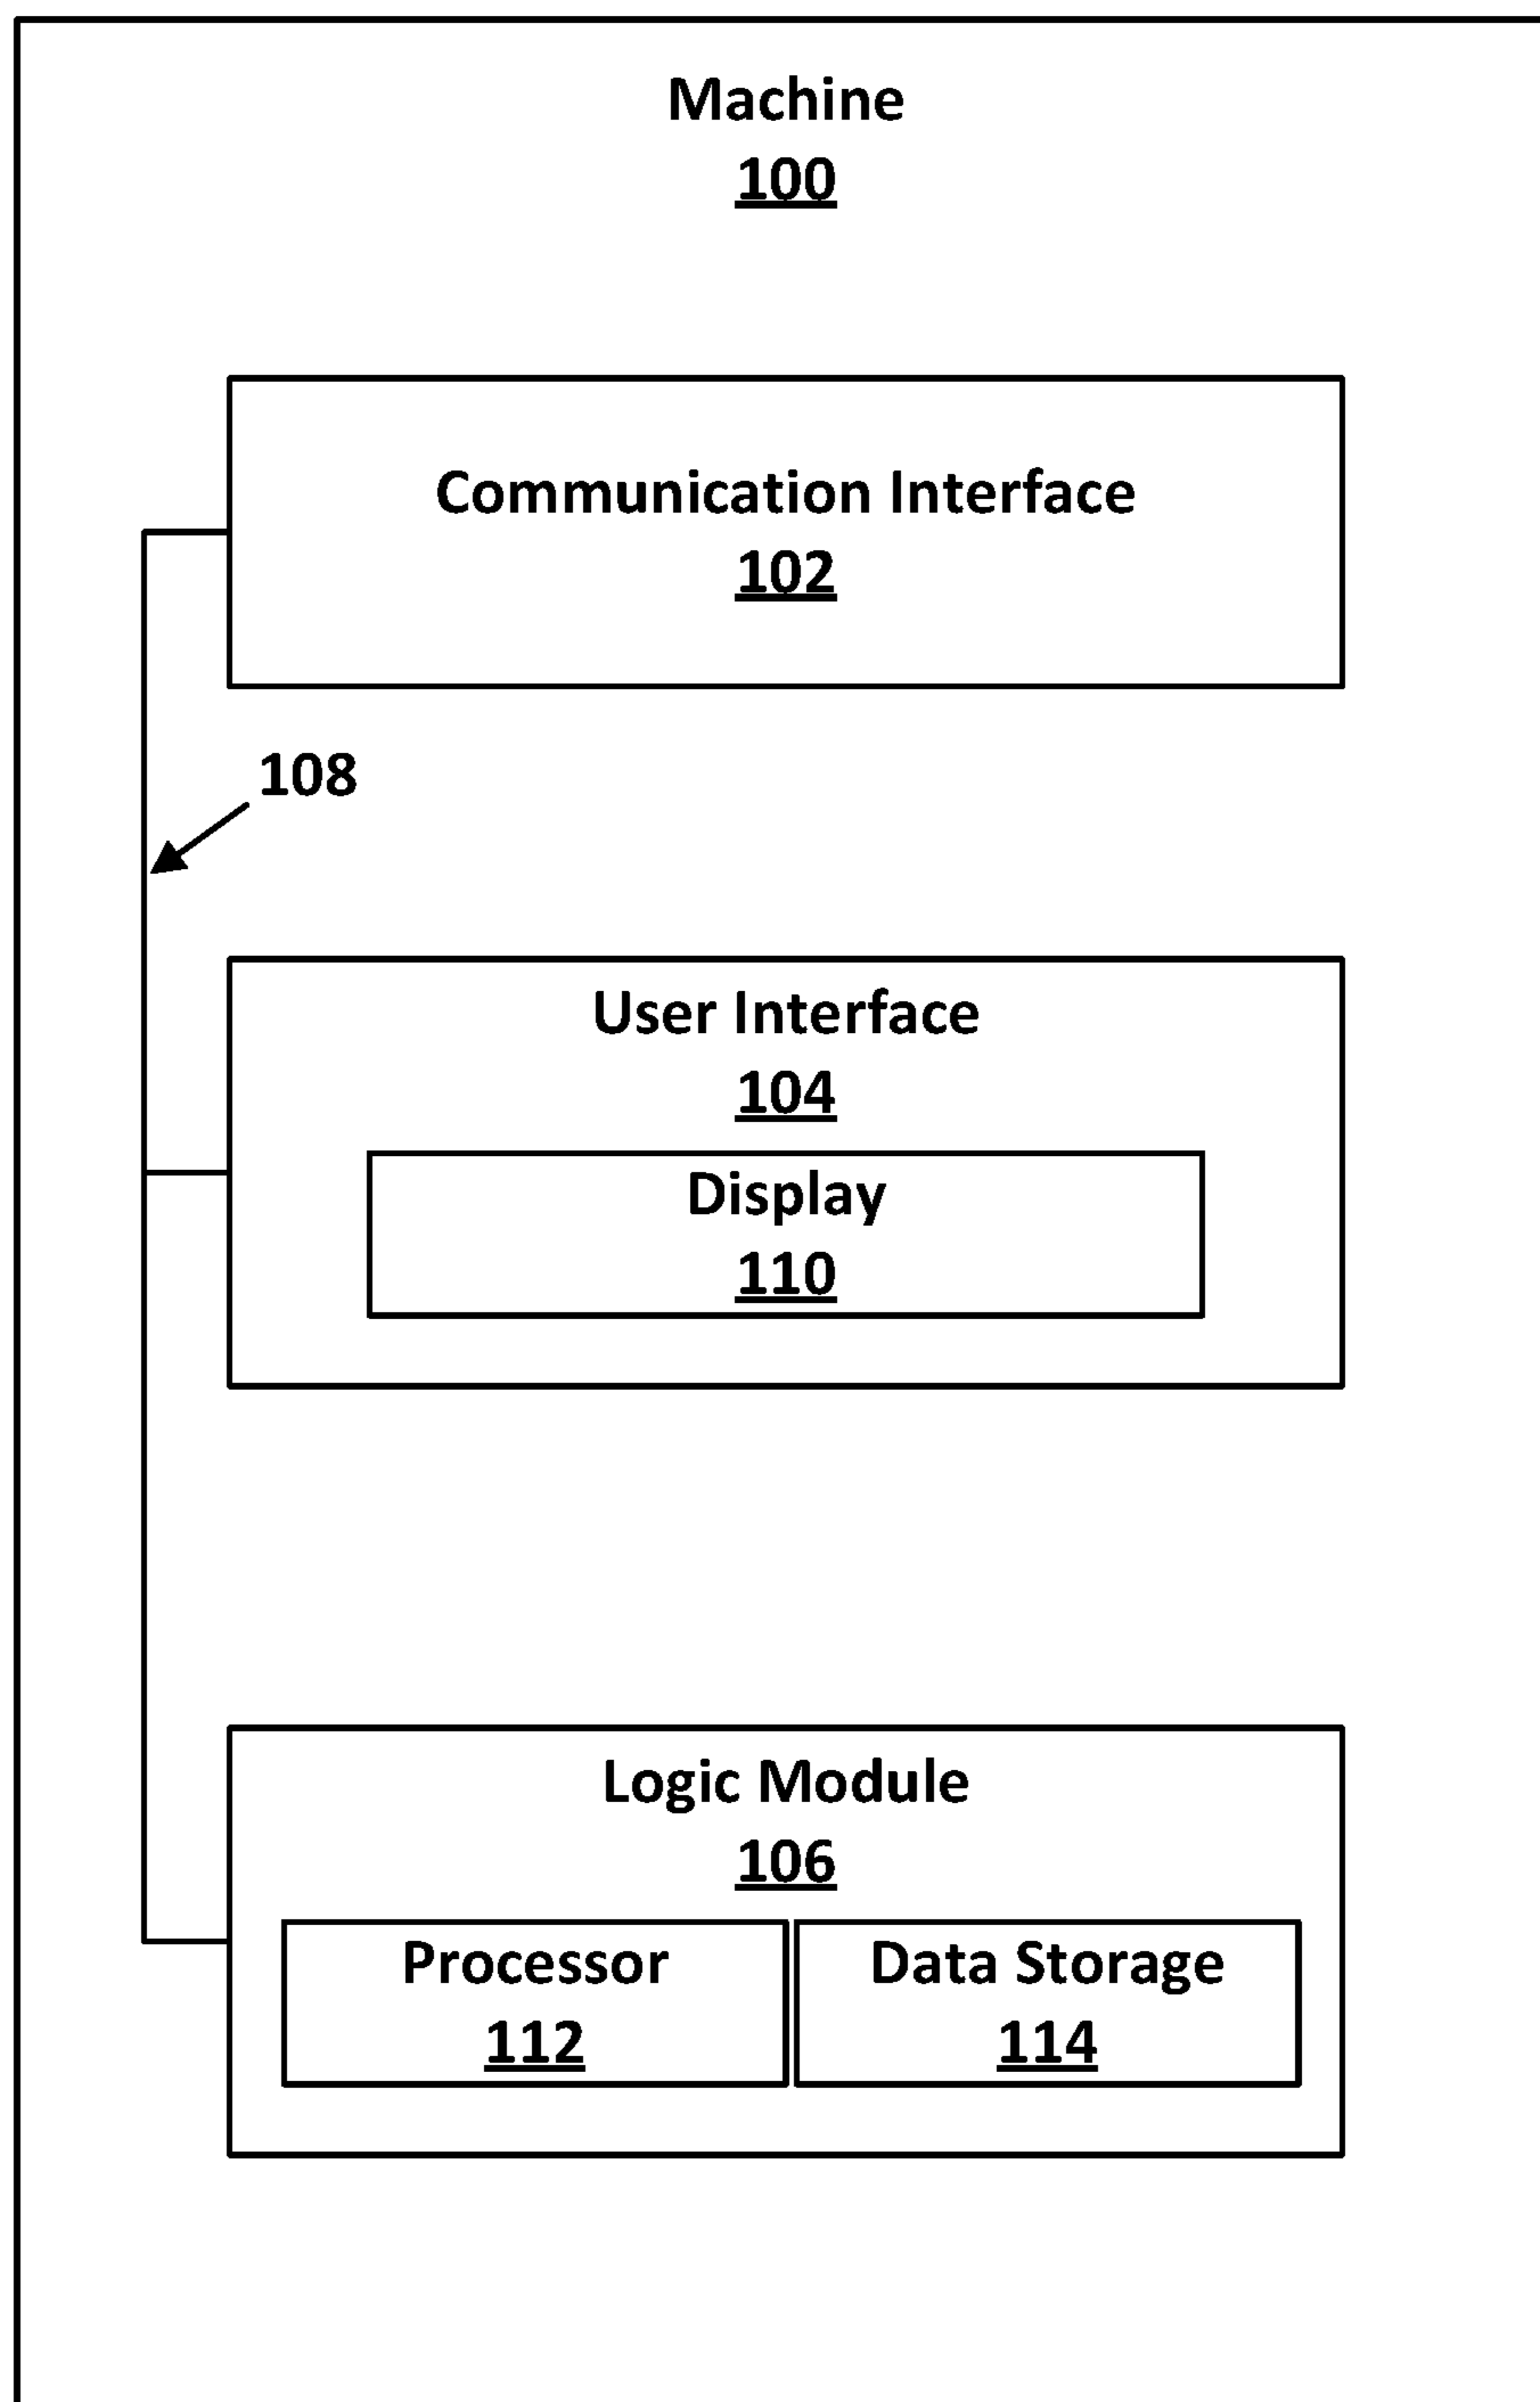 Machine
100
Communication Interface
102
108
User Interface
104
Display
110
Logic Module
106
Processor
112
Data Storage
114